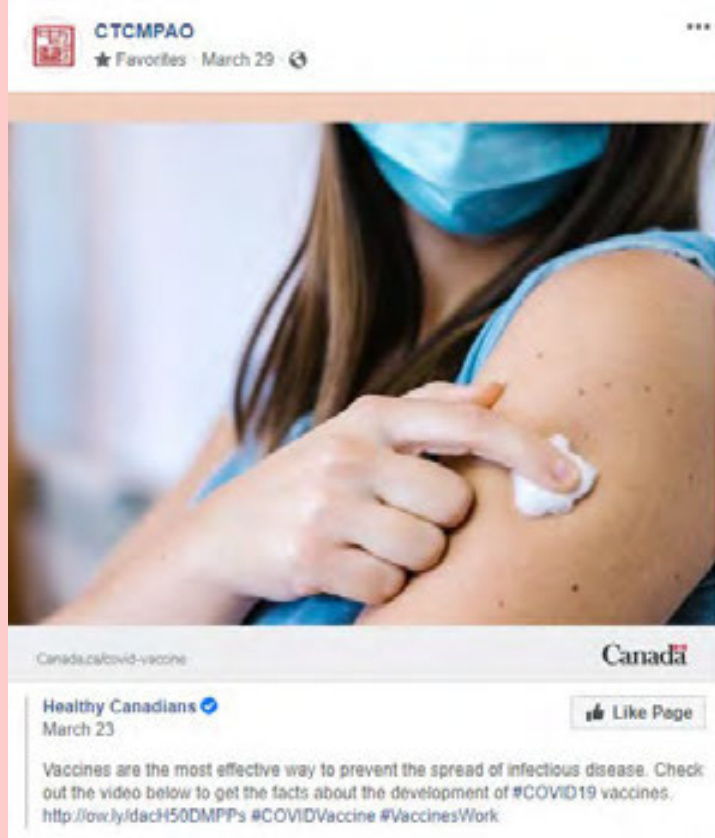 CTCMPAO
Favorites · March 29 ·
Canada.ca/covid-vaccine
Canada
Healthy Canadians
March 23
Like Page
Vaccines are the most effective way to prevent the spread of infectious disease. Check
out the video below to get the facts about the development of #COVID19 vaccines.
http://ow.ly/dacH50DMPPs #COVIDVaccine #VaccinesWork